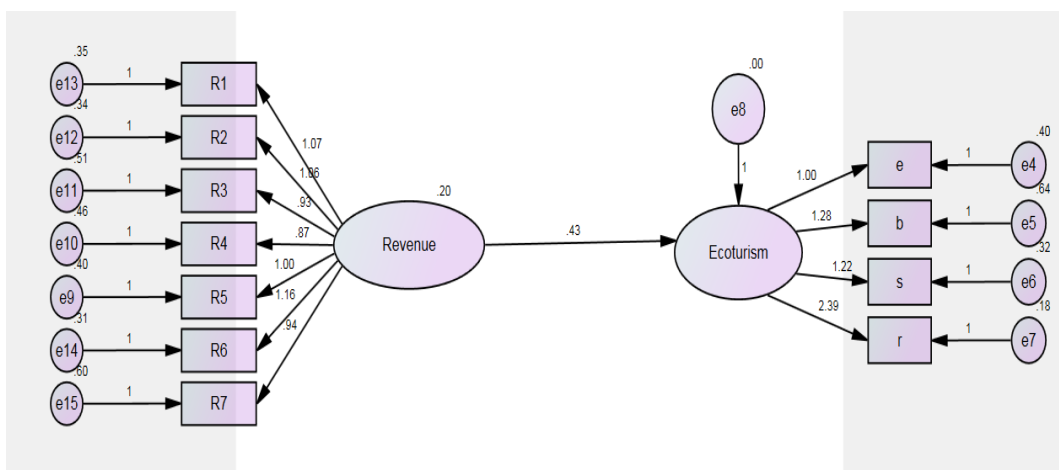 .35
e13 1 R1
.34
e12 1 R2
.51
e11 1 R3
.46
e10 1 R4
.40
e9 1 R5
.31
e14 1 R6
.60
e15 1 R7
1.07
1.06
.93
.87
1.00
1.16
.94
.20
Revenue
.43
.00
e8
1
Ecoturism
1.00
1.28
1.22
2.39
.40
e 1 e4
.64
b 1 e5
.32
s 1 e6
.18
r 1 e7